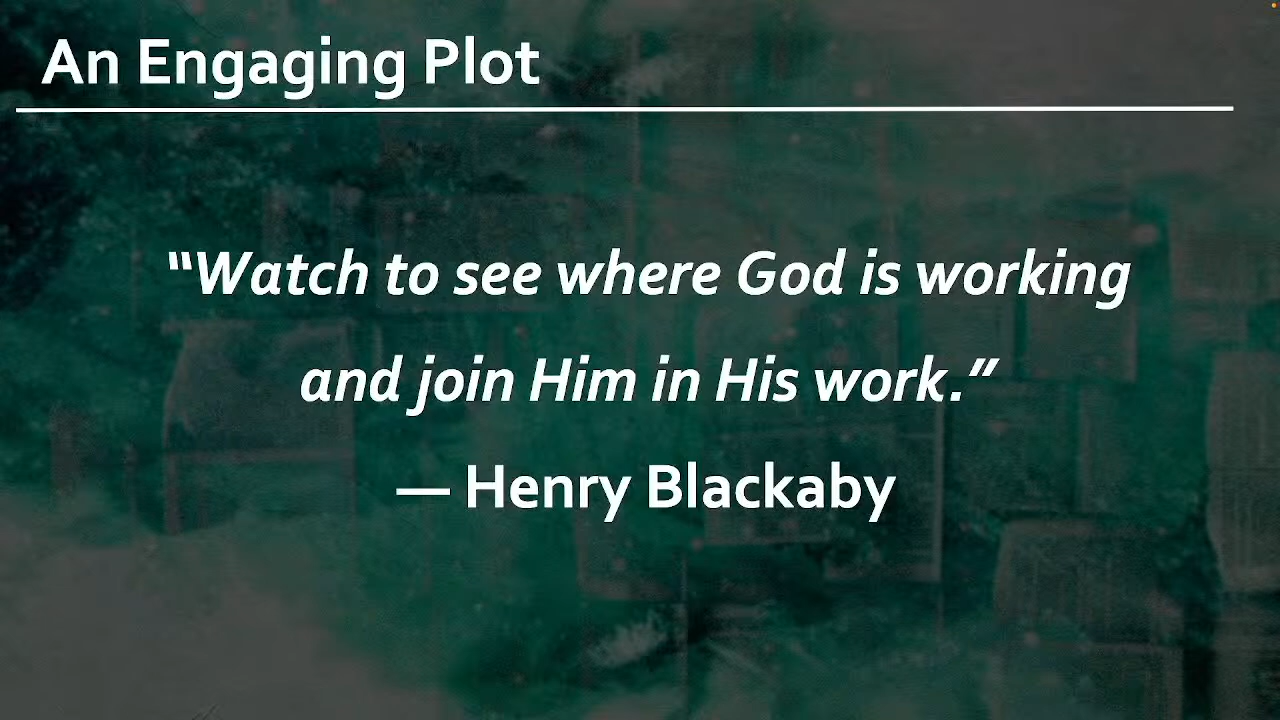 An Engaging Plot
“Watch to see where God is working
and join Him in His work.”
— Henry Blackaby